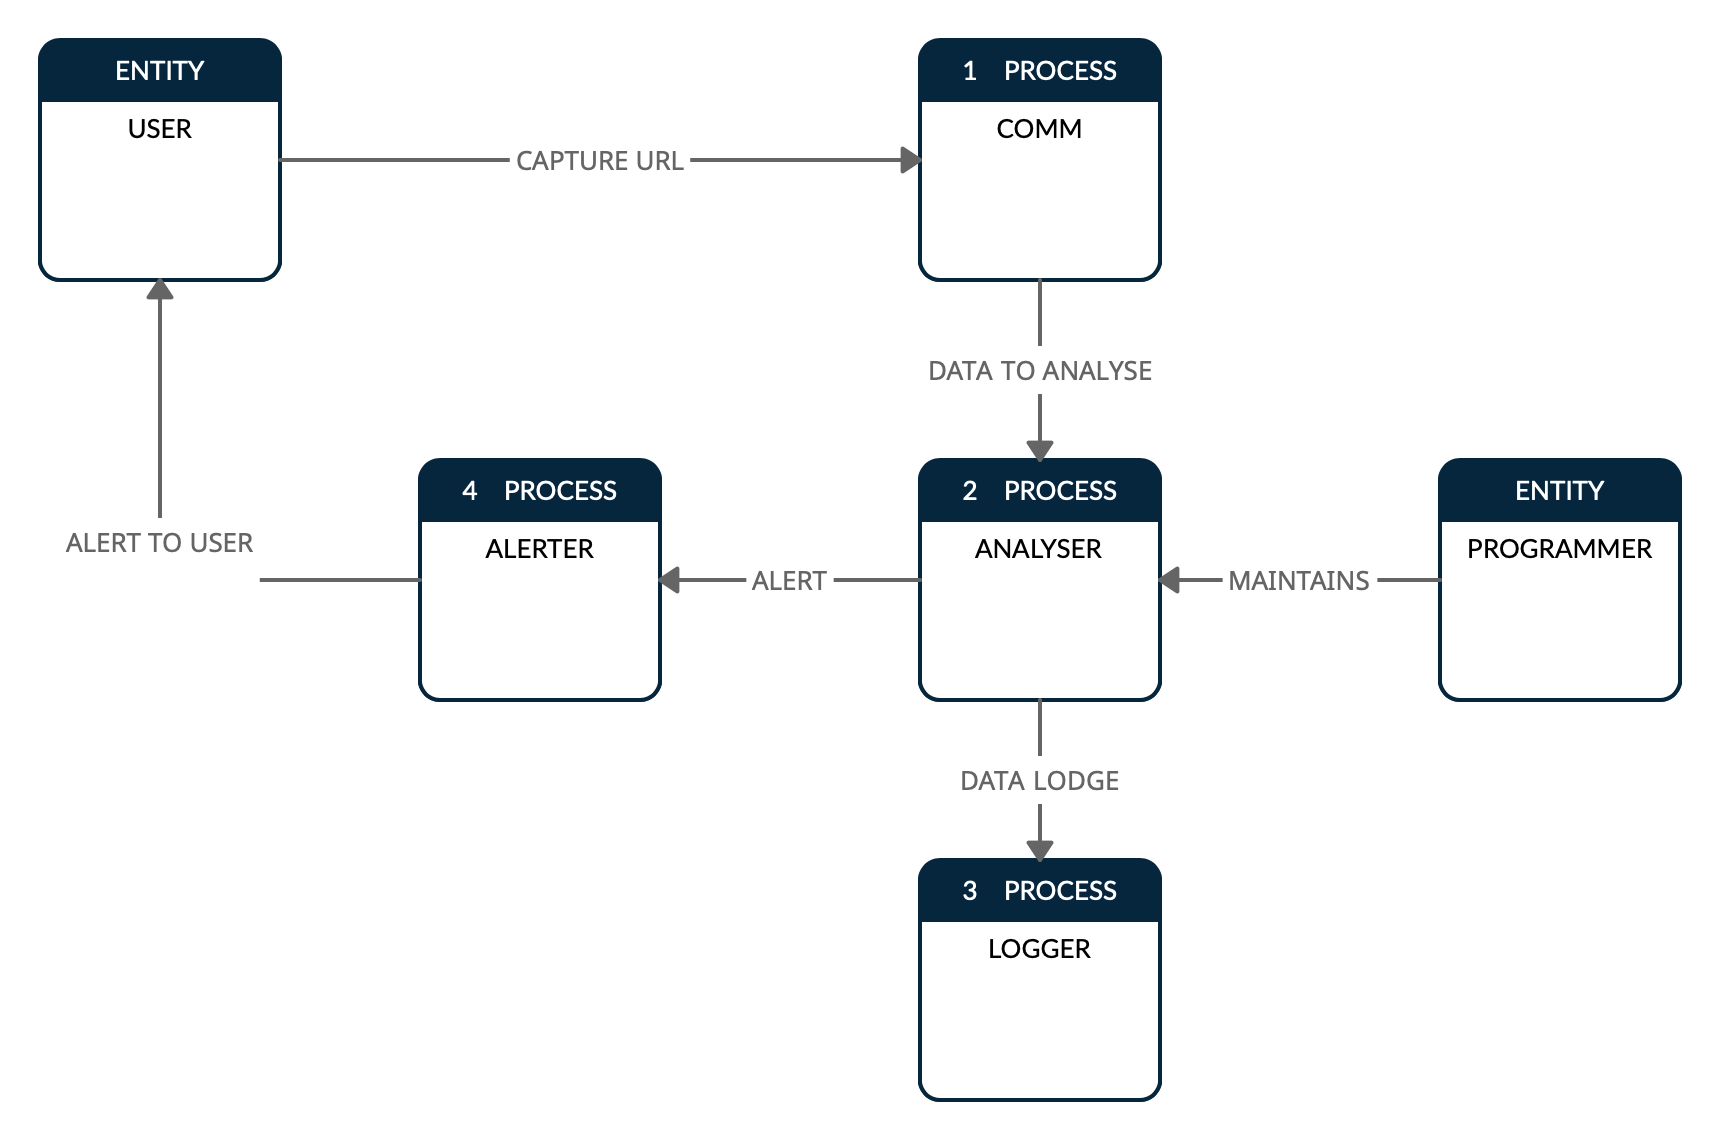 ENTITY
USER
CAPTURE URL
1 PROCESS
COMM
DATA TO ANALYSE
ALERT TO USER
4 PROCESS
ALERTER
ALERT
2 PROCESS
ANALYSER
MAINTAINS
ENTITY
PROGRAMMER
DATA LODGE
3 PROCESS
LOGGER